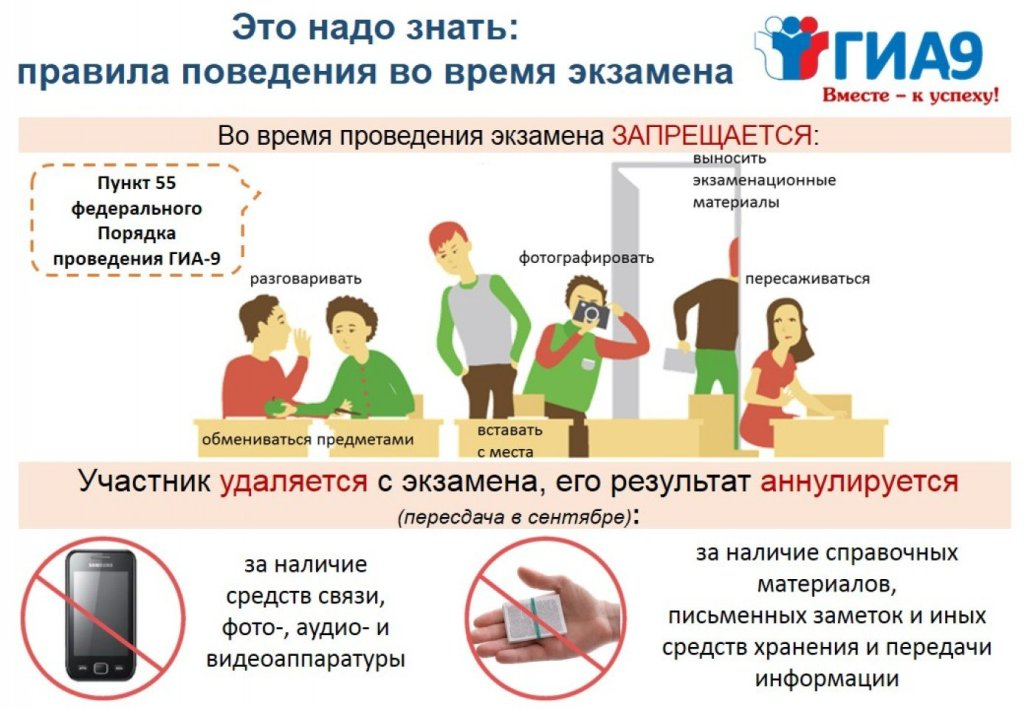 Это надо знать:
правила поведения во время экзамена
ГИА9
Вместе – к успеху!
Во время проведения экзамена ЗАПРЕЩАЕТСЯ:
Пункт 55
федерального
Порядка
проведения ГИА-9
выносить
экзаменационные
материалы
фотографировать
разговаривать
пересаживаться
обмениваться предметами
вставать
с места
Участник удаляется с экзамена, его результат аннулируется
(пересдача в сентябре):
SAMSUNG
за наличие
средств связи,
фото-, аудио- и
видеоаппаратуры
за наличие справочных
материалов,
письменных заметок и иных
средств хранения и передачи
информации